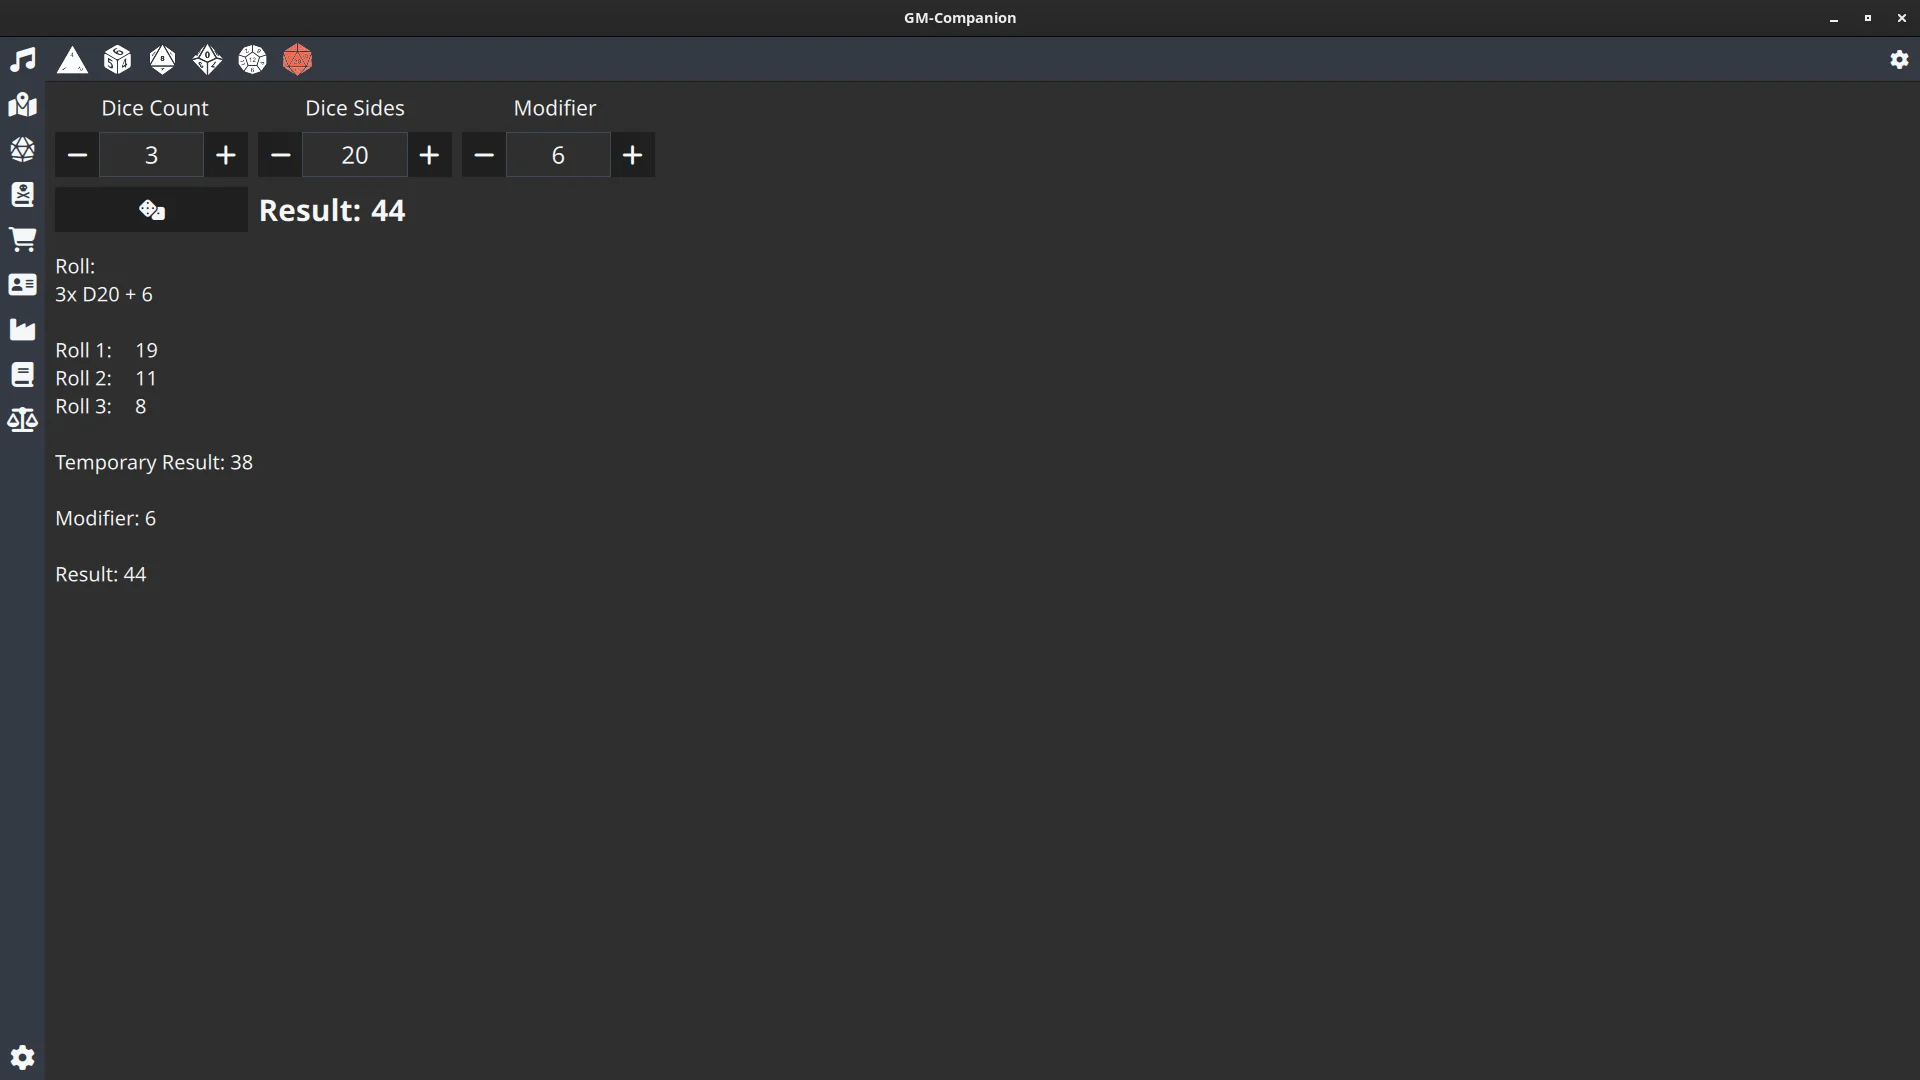 GM-Companion
Dice Count Dice Sides Modifier
3 20 6
Result: 44
Roll:
3x D20 + 6
Roll 1: 19
Roll 2: 11
Roll 3: 8
Temporary Result: 38
Modifier: 6
Result: 44